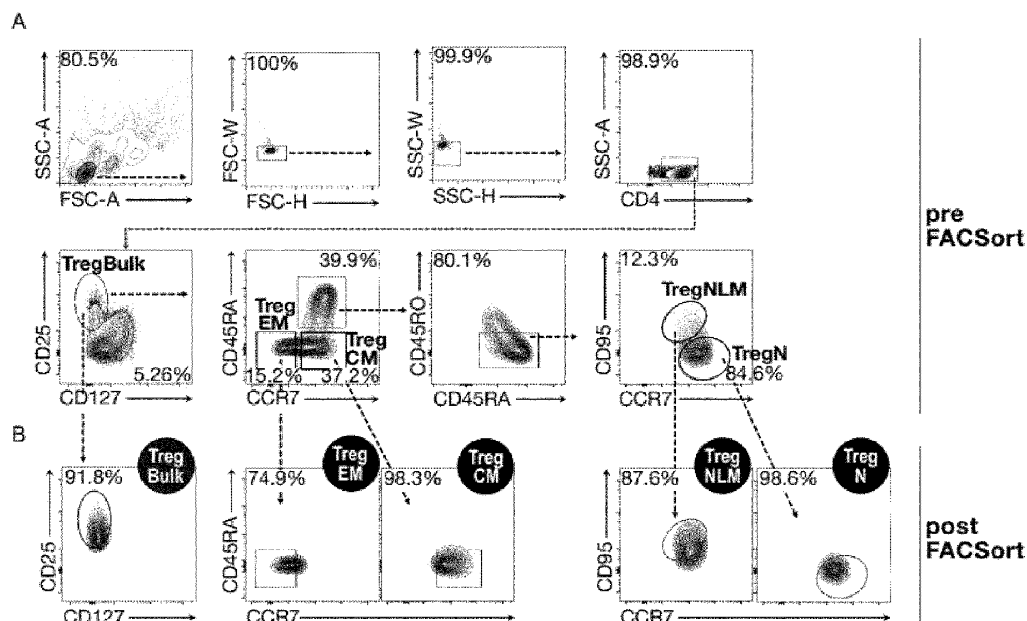 A
80.5%
SSC-A
FSC-A
100%
FSC-W
FSC-H
99.9%
SSC-W
SSC-H
98.9%
SSC-A
CD4
pre
FACSort
TregBulk
CD25
5.26%
CD127
39.9%
Treg
EM
Treg
CM
CD45RA
15.2%
37.2%
CCR7
80.1%
CD45RO
CD45RA
12.3%
TregNLM
TregN
84.6%
CD95
CCR7
B
91.8%
Treg
Bulk
CD25
CD127
74.9%
Treg
EM
CD45RA
98.3%
Treg
CM
CCR7
87.6%
Treg
NLM
CD95
98.6%
Treg
N
CCR7
post
FACSort